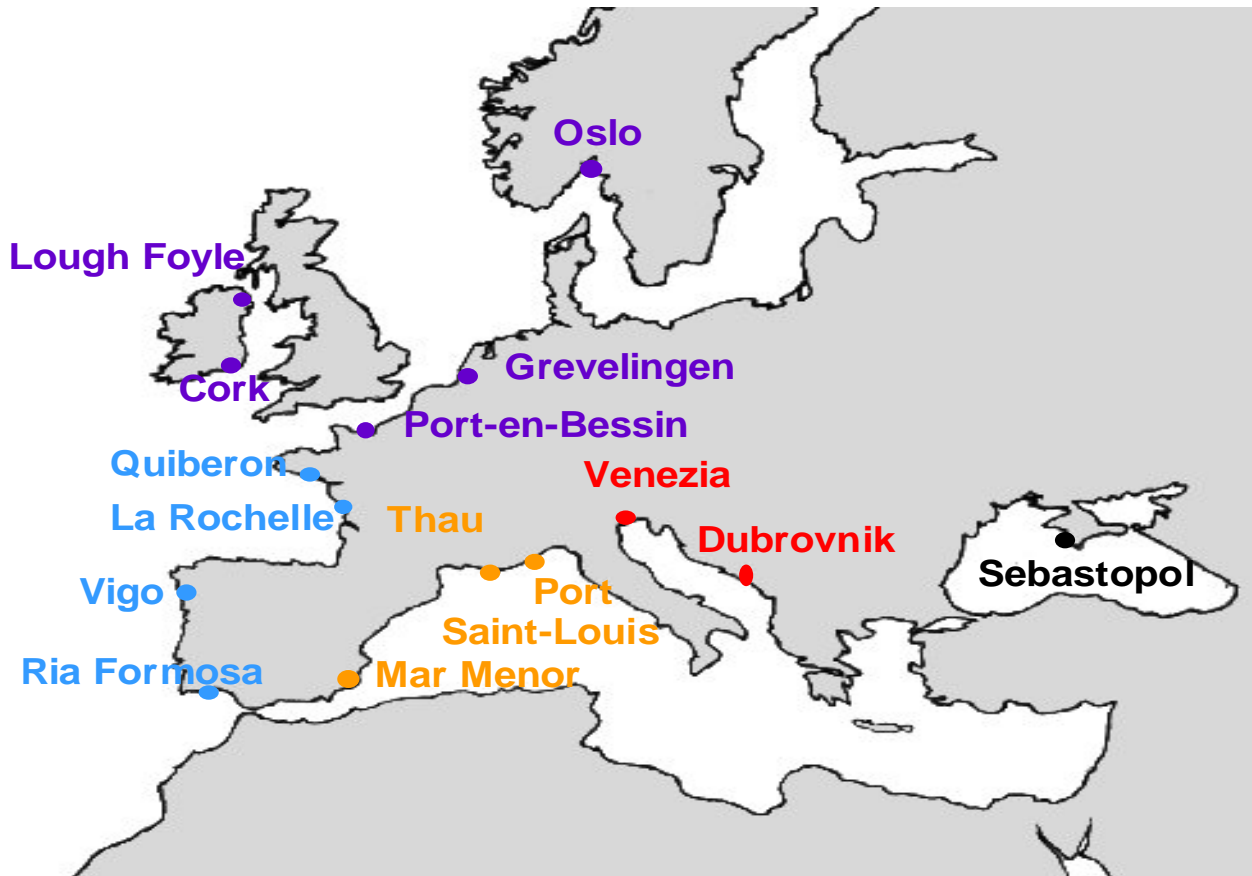 Oslo
Lough Foyle
Grevelingen
Cork
Port-en-Bessin
Quiberon
Venezia
La Rochelle
Thau
Dubrovnik
Sebastopol
Vigo
Port
Saint-Louis
Ria Formosa
Mar Menor